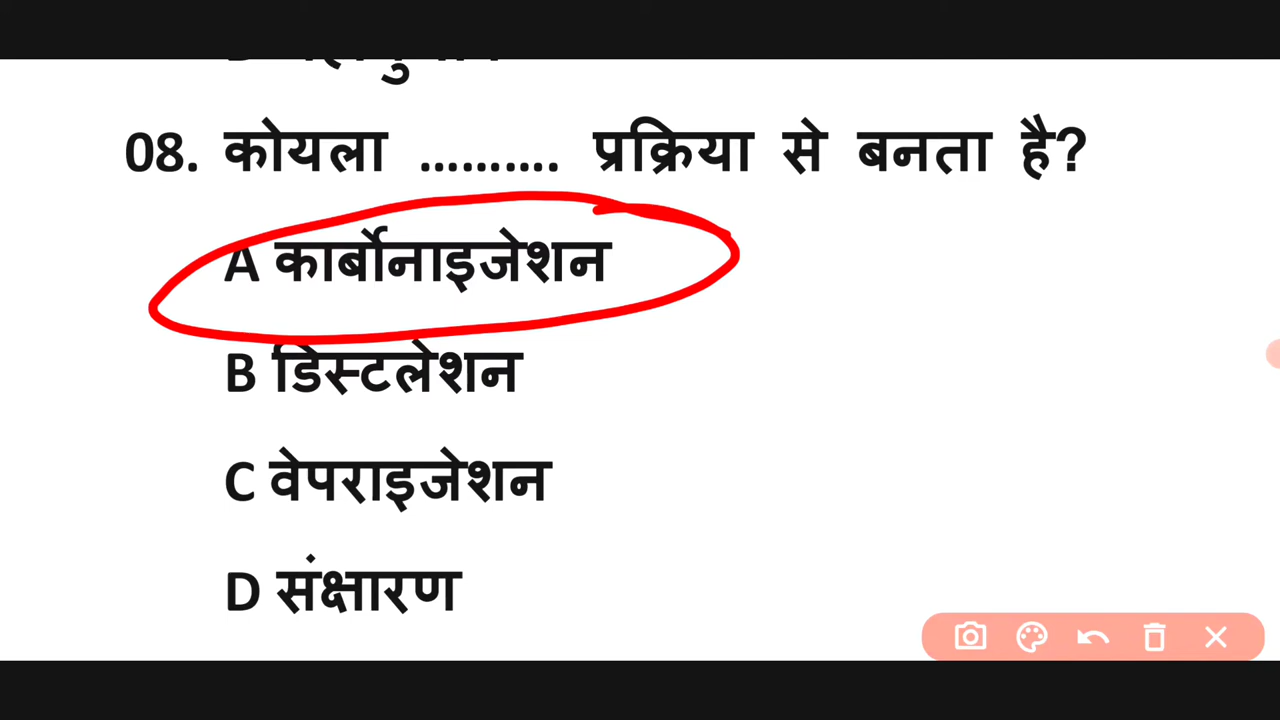 08. कोयला .......... प्रक्रिया से बनता है?
A कार्बोनाइजेशन
B डिस्टलेशन
C वेपराइजेशन
D संक्षारण